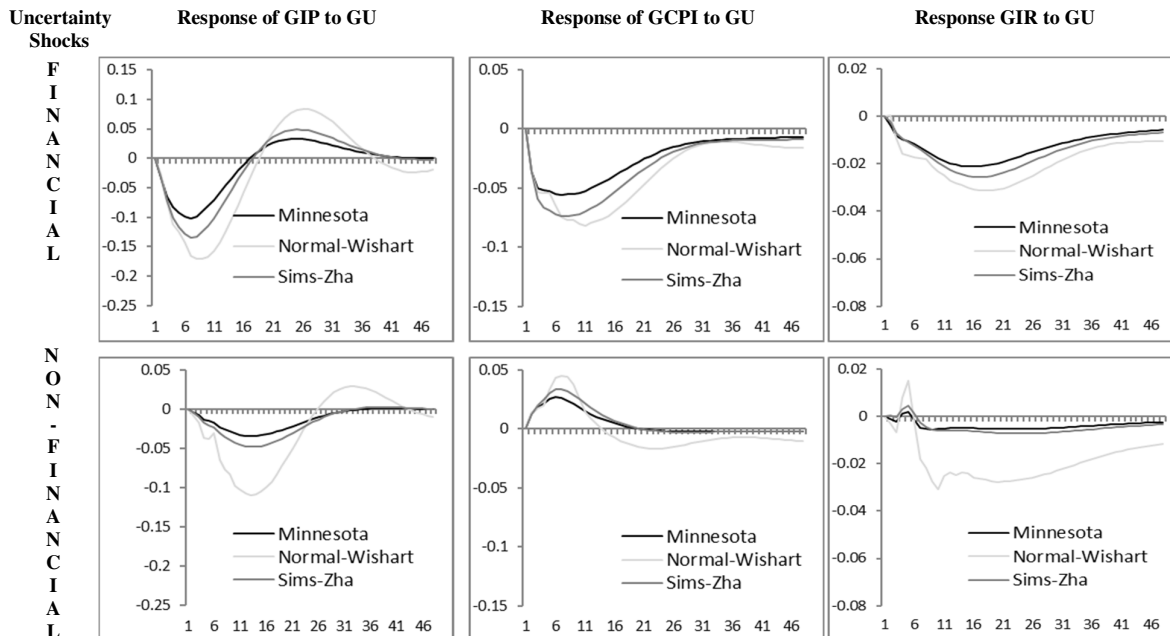 Uncertainty Shocks
Response of GIP to GU
Response of GCPI to GU
Response GIR to GU
FINANCIAL
0.15
0.1
0.05
0
-0.05
-0.1
-0.15
-0.2
-0.25
Minnesota
Normal-Wishart
Sims-Zha
1 6 11 16 21 26 31 36 41 46
0.05
0
-0.05
-0.1
-0.15
Minnesota
Normal-Wishart
Sims-Zha
1 6 11 16 21 26 31 36 41 46
0.02
0
-0.02
-0.04
-0.06
-0.08
Minnesota
Normal-Wishart
Sims-Zha
1 6 11 16 21 26 31 36 41 46
NON-FINANCIAL
0.05
0
-0.05
-0.1
-0.15
-0.2
-0.25
Minnesota
Normal-Wishart
Sims-Zha
1 6 11 16 21 26 31 36 41 46
0.05
0
-0.05
-0.1
-0.15
Minnesota
Normal-Wishart
Sims-Zha
1 6 11 16 21 26 31 36 41 46
0.02
0
-0.02
-0.04
-0.06
-0.08
Minnesota
Normal-Wishart
Sims-Zha
1 6 11 16 21 26 31 36 41 46